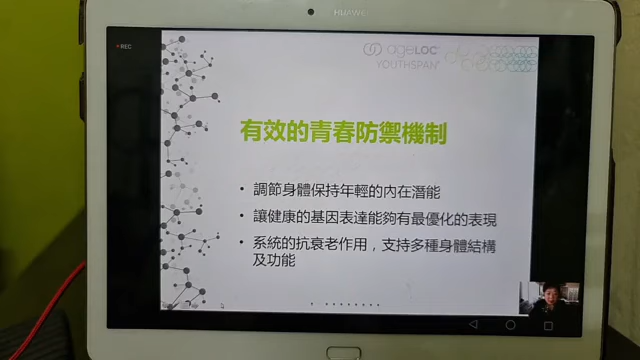 HUAWEI
REC
ageLOC
YOUTHSPAN
有效的青春防禦機制
• 調節身體保持年輕的內在潛能
• 讓健康的基因表達能夠有最優化的表現
• 系統的抗衰老作用，支持多種身體結構
及功能